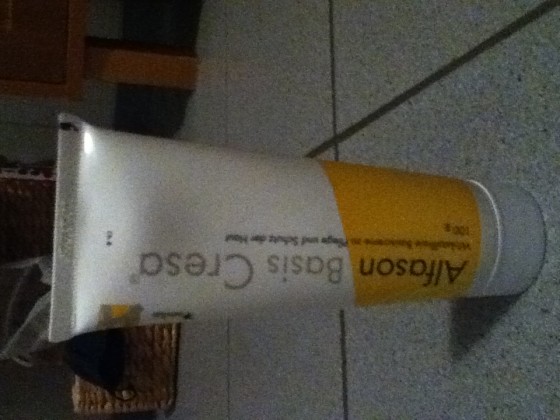 Alfason Basis Cresa®
Wirkstofffreie Basiscreme zu Pflege und Schutz der Haut
100 g